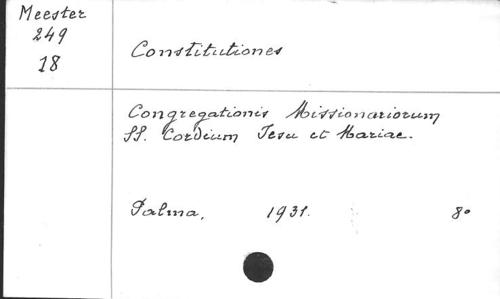 Meester
249
18
Constitutiones
Congregationis Missionariorum
SS. Cordium Jesu et Mariae.
Palma, 1931. 8°